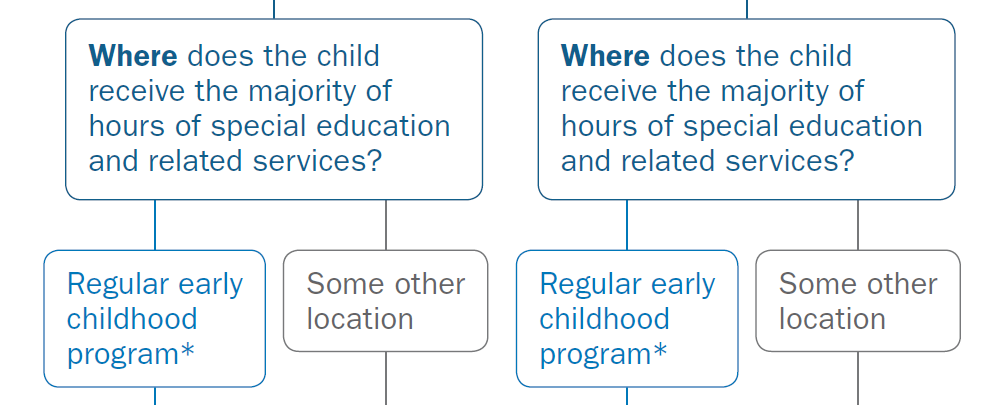 Where does the child
receive the majority of
hours of special education
and related services?
Where does the child
receive the majority of
hours of special education
and related services?
Regular early
childhood
program*
Some other
location
Regular early
childhood
program*
Some other
location